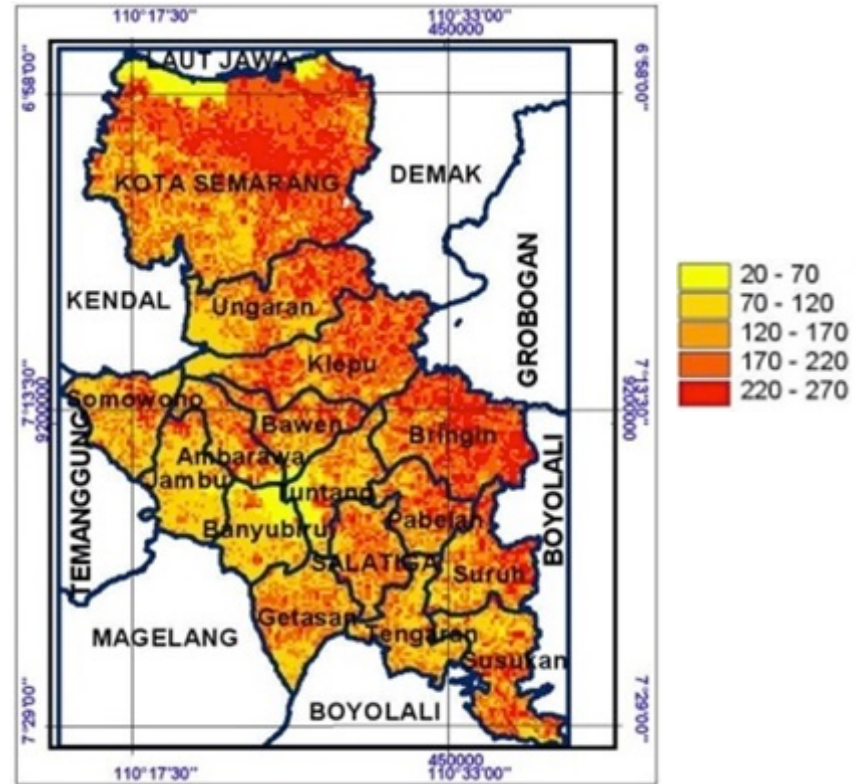 110°17'30"
110°33'00"
450000
6°58'00"
6°58'00"
LAUT JAWA
DEMAK
KOTA SEMARANG
GROBOGAN
KENDAL
Ungaran
Klepu
7°13'30"
9200000
7°13'30"
9200000
Somowono
Bawen
Bringin
Ambarawa
Jambu
Tuntang
Banyubiru
Pabelan
TEMANGGUNG
BOYOLALI
SALATIGA
Suruh
Getasan
Tengaran
MAGELANG
Susukan
BOYOLALI
7°29'00"
7°29'00"
450000
110°17'30"
110°33'00"
20 - 70
70 - 120
120 - 170
170 - 220
220 - 270